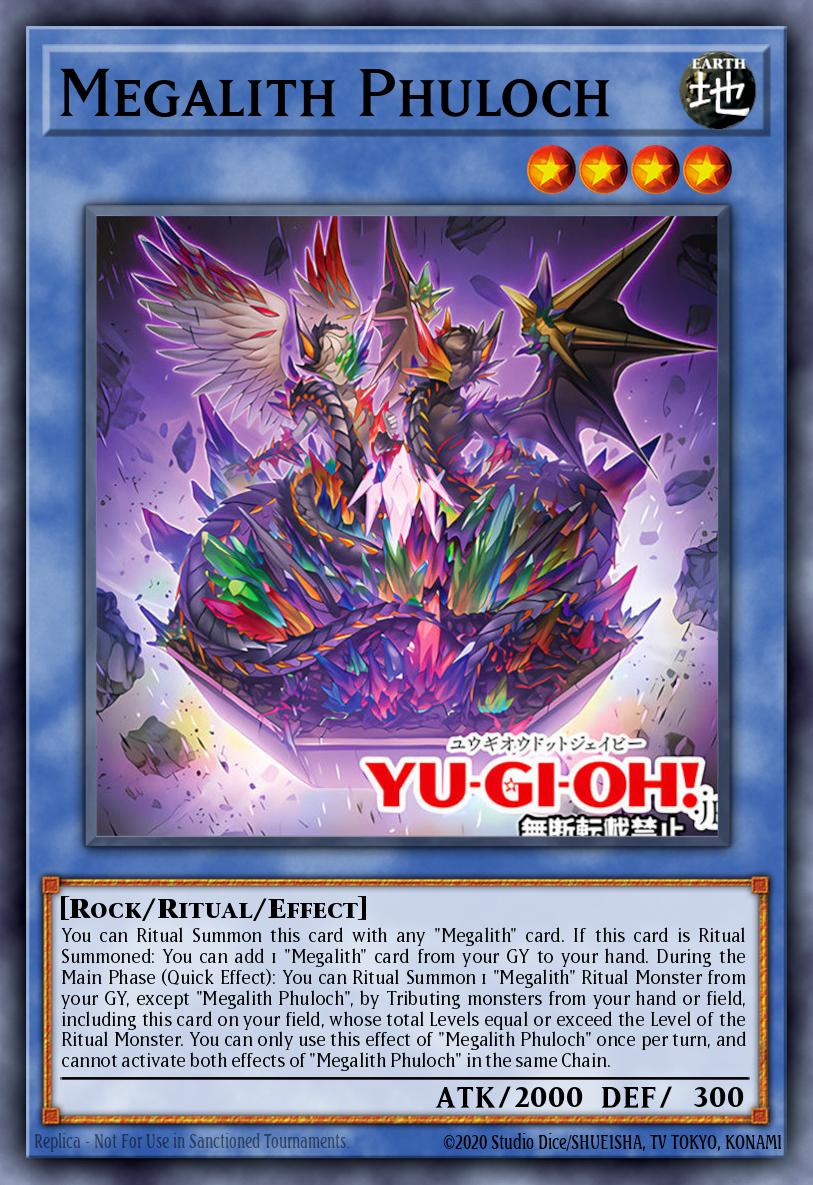 MEGALITH PHULOCH
EARTH
地
ユウギオウドットジェイピー
YU-GI-OH!
無断転載禁止
[ROCK/RITUAL/EFFECT]
You can Ritual Summon this card with any "Megalith" card. If this card is Ritual
Summoned: You can add 1 "Megalith" card from your GY to your hand. During the
Main Phase (Quick Effect): You can Ritual Summon 1 "Megalith" Ritual Monster from
your GY, except "Megalith Phuloch", by Tributing monsters from your hand or field,
including this card on your field, whose total Levels equal or exceed the Level of the
Ritual Monster. You can only use this effect of "Megalith Phuloch" once per turn, and
cannot activate both effects of "Megalith Phuloch" in the same Chain.
ATK/2000 DEF/ 300
Replica - Not For Use in Sanctioned Tournaments.
©2020 Studio Dice/SHUEISHA, TV TOKYO, KONAMI